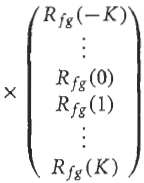 × ( R_{fg}(−K)
⋮
R_{fg}(0)
R_{fg}(1)
⋮
R_{fg}(K) )